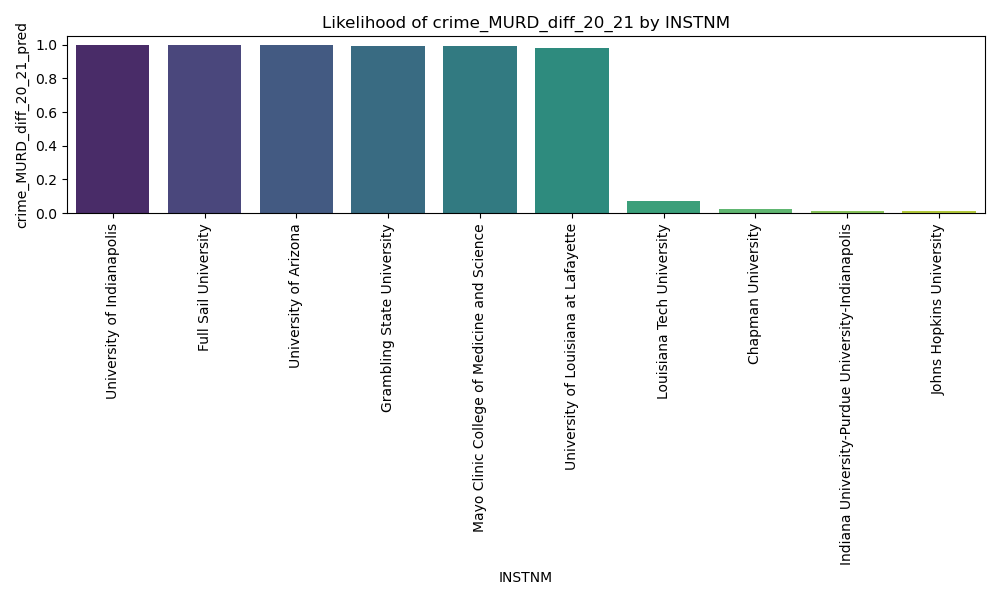 Likelihood of crime_MURD_diff_20_21 by INSTNM
crime_MURD_diff_20_21_pred
1.0
0.8
0.6
0.4
0.2
0.0
University of Indianapolis
Full Sail University
University of Arizona
Grambling State University
Mayo Clinic College of Medicine and Science
University of Louisiana at Lafayette
Louisiana Tech University
Chapman University
Indiana University-Purdue University-Indianapolis
Johns Hopkins University
INSTNM